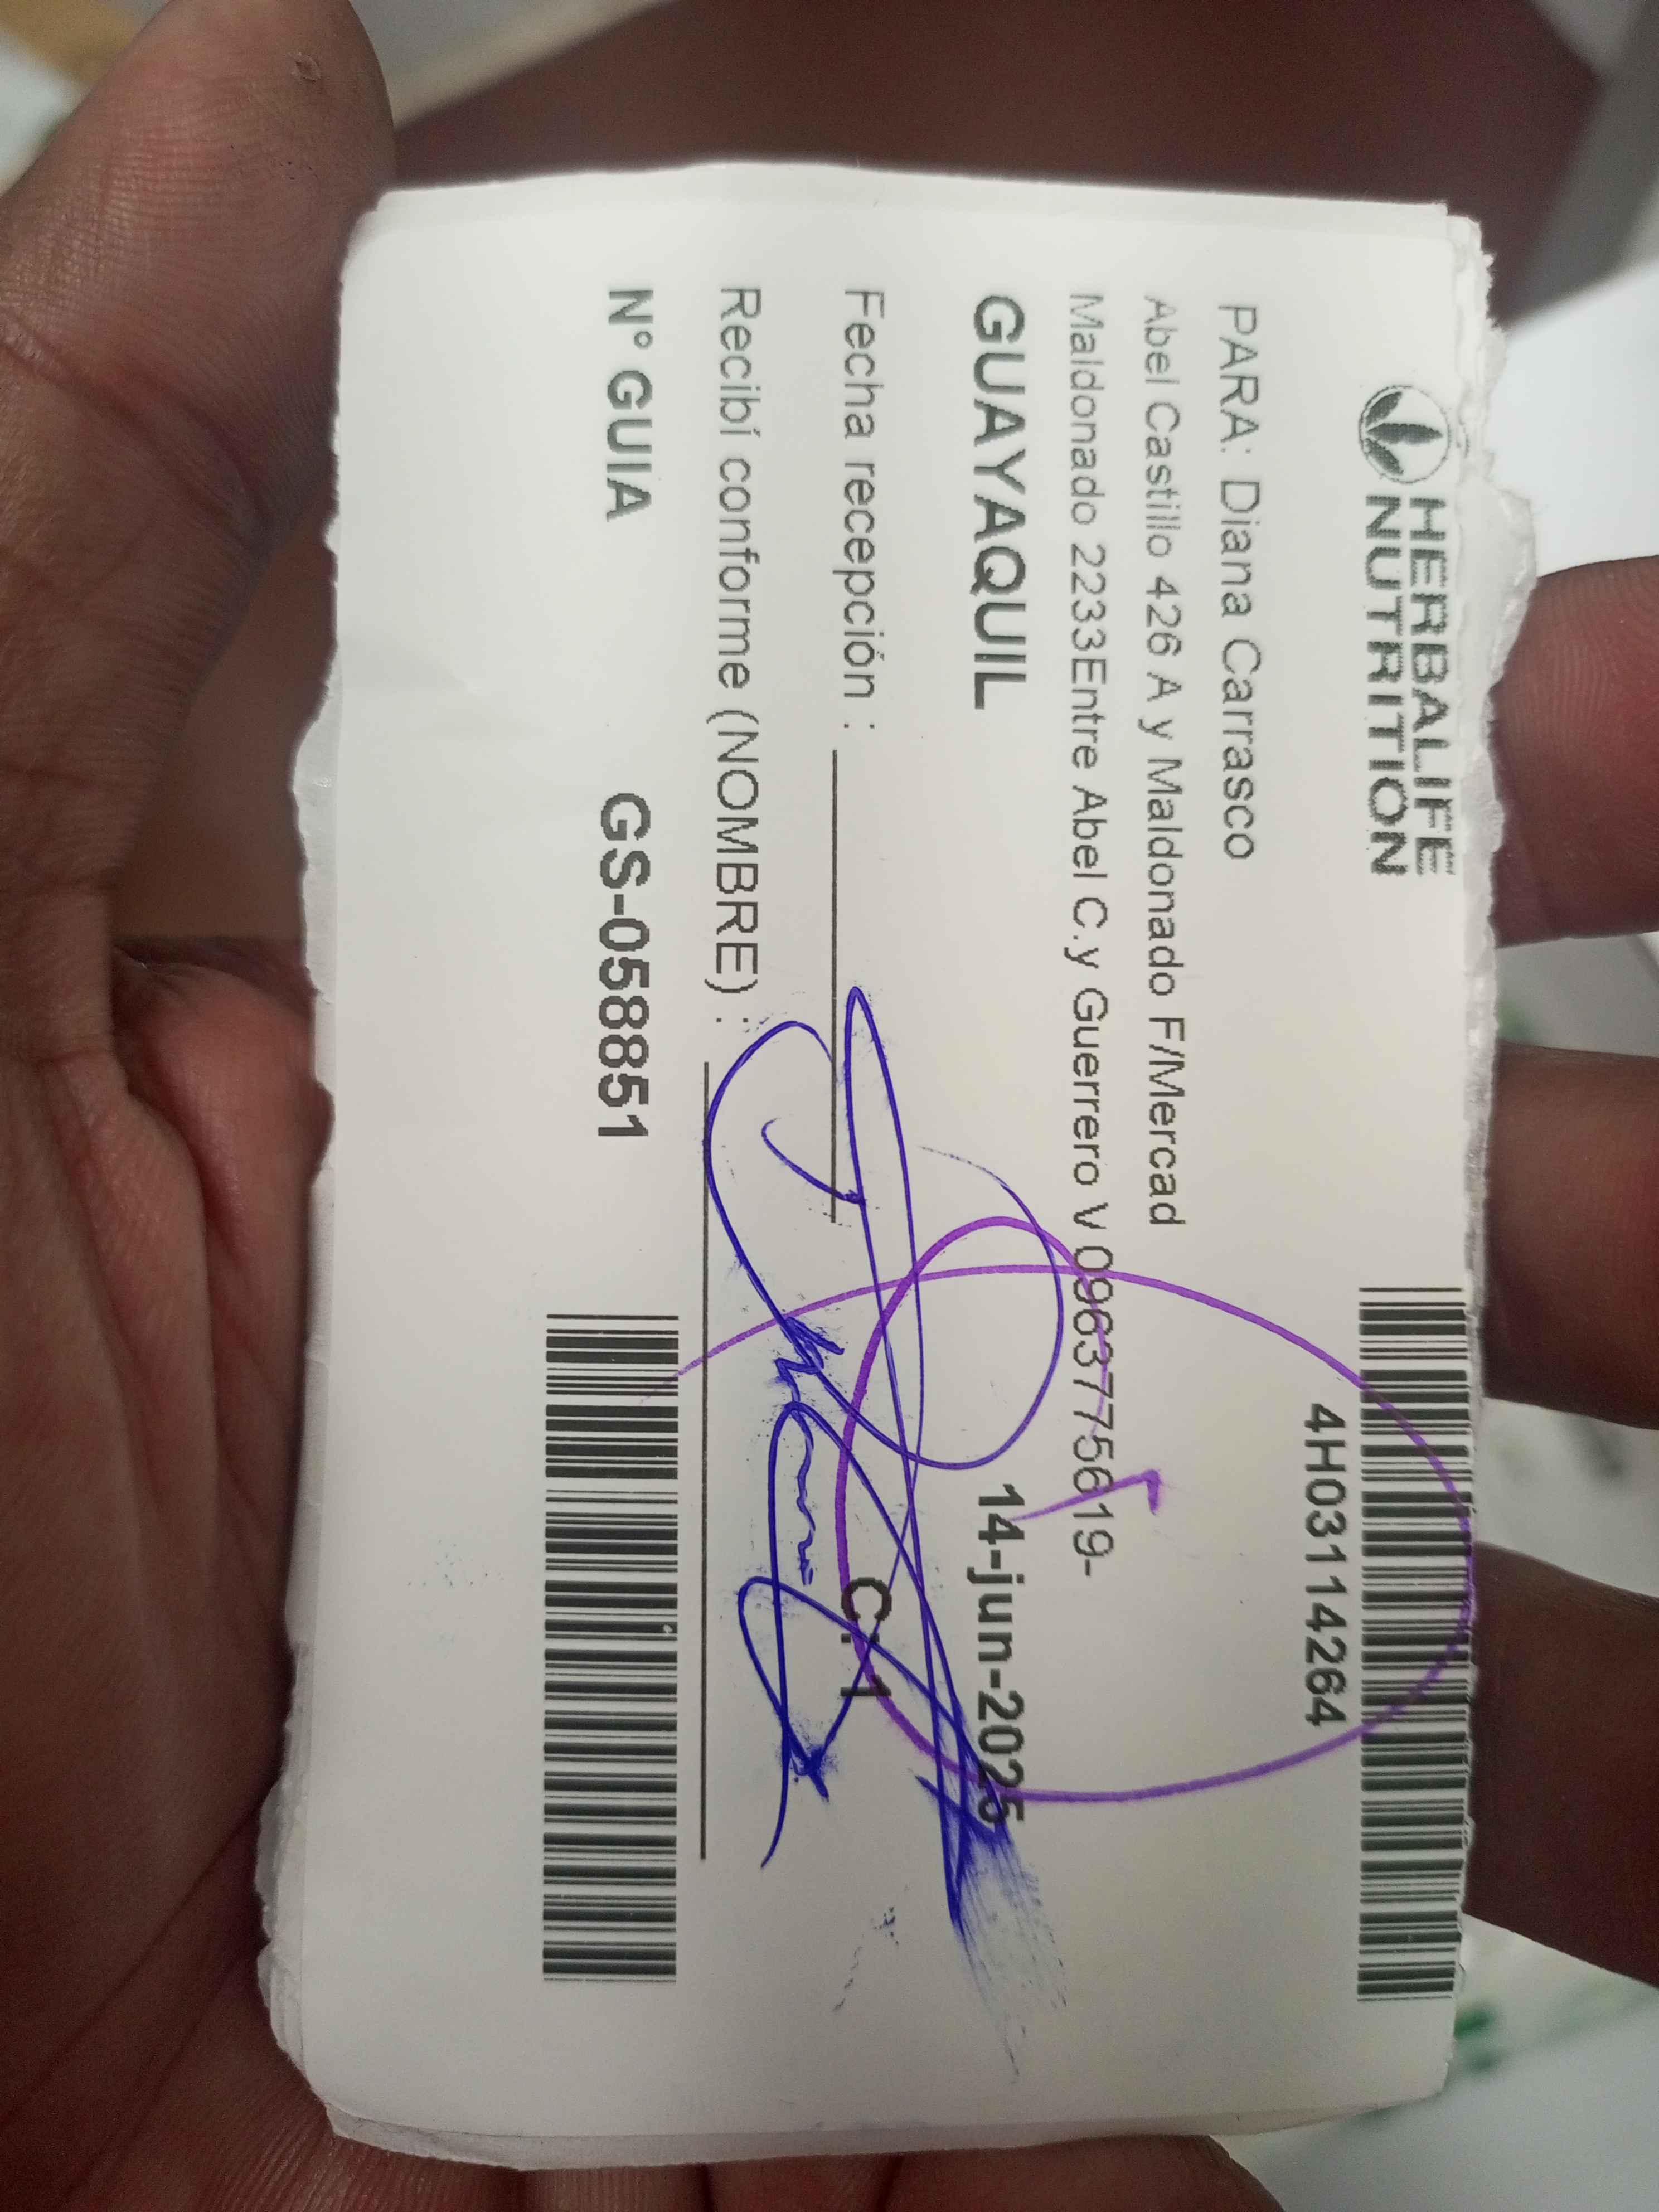 HERBALIFE
NUTRITION
4H03114264
PARA: Diana Carrasco
Abel Castillo 426 A y Maldonado F/Mercad
Maldonado 2233Entre Abel C.y Guerrero V 0963775619-
GUAYAQUIL 14-jun-2025
Fecha recepción : C: 1
Recibí conforme (NOMBRE) :
N° GUIA GS-058851